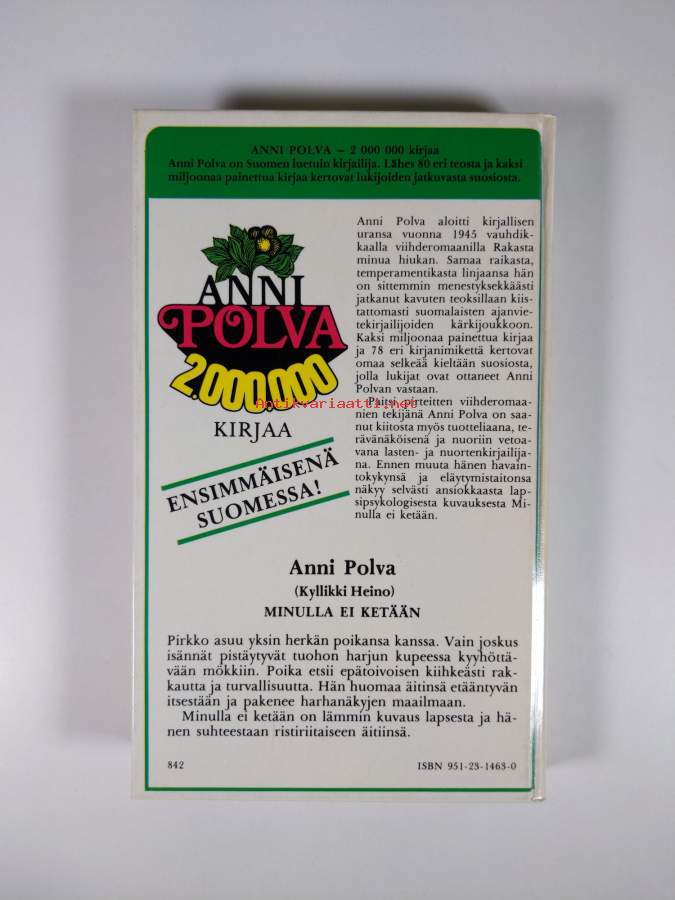 ANNI POLVA – 2 000 000 kirjaa
Anni Polva on Suomen luetuin kirjailija. Lähes 80 eri teosta ja kaksi
miljoonaa painettua kirjaa kertovat lukijoiden jatkuvasta suosiosta.
ANNI
POLVA
2.000.000
KIRJAA
ENSIMMÄISENÄ
SUOMESSA!
Anni Polva aloitti kirjallisen
uransa vuonna 1945 vauhdik-
kaalla viihderomaanilla Rakasta
minua hiukan. Samaa raikasta,
temperamentikasta linjaansa hän
on sittemmin menestyksekkäästi
jatkanut kavuten teoksillaan kiis-
tattomasti suomalaisten ajanvie-
tekirjailijoiden kärkijoukkoon.
Kaksi miljoonaa painettua kirjaa
ja 78 eri kirjanimikettä kertovat
omaa selkeää kieltään suosiosta,
jolla lukijat ovat ottaneet Anni
Polvan vastaan.
Paitsi pirteitten viihderomaa-
nien tekijänä Anni Polva on saa-
nut kiitosta myös tuotteliaana, te-
rävänäköisenä ja nuoriin vetoa-
vana lasten- ja nuortenkirjailija-
na. Ennen muuta hänen havain-
tokykynsä ja eläytymistaitonsa
näkyy selvästi ansiokkaasta lap-
sipsykologisesta kuvauksesta Mi-
nulla ei ketään.
Antikvariaatti.net
Anni Polva
(Kyllikki Heino)
MINULLA EI KETÄÄN
Pirkko asuu yksin herkän poikansa kanssa. Vain joskus
isännät pistäytyvät tuohon harjun kupeessa kyyhöttä-
vään mökkiin. Poika etsii epätoivoisen kiihkeästi rak-
kautta ja turvallisuutta. Hän huomaa äitinsä etääntyvän
itsestään ja pakenee harhanäkyjen maailmaan.
Minulla ei ketään on lämmin kuvaus lapsesta ja hä-
nen suhteestaan ristiriitaiseen äitiinsä.
842
ISBN 951-23-1463-0